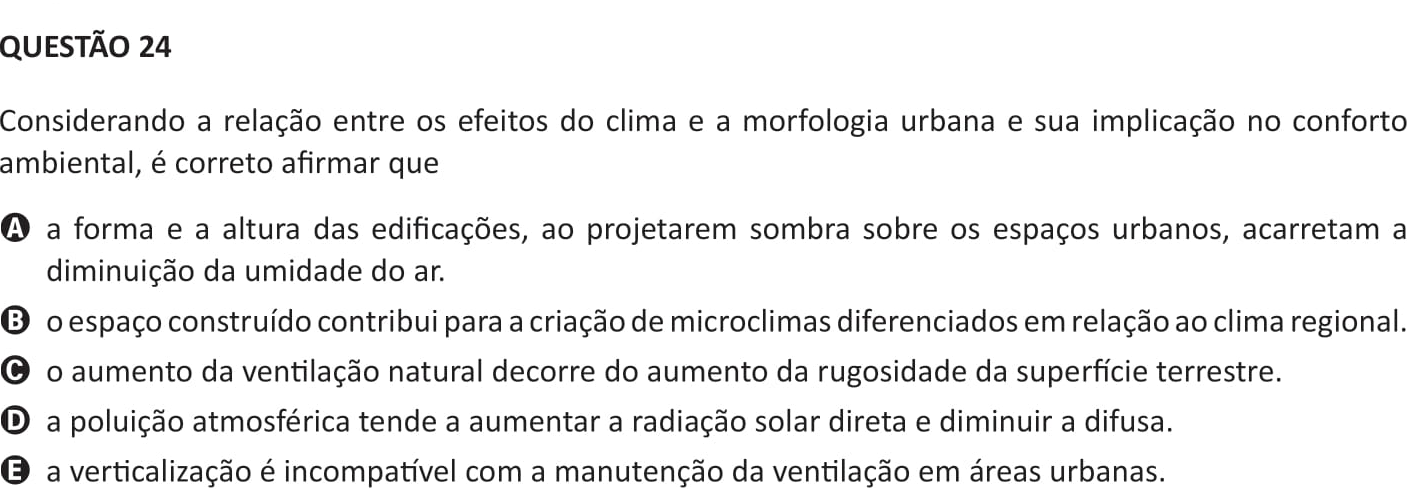 QUESTÃO 24
Considerando a relação entre os efeitos do clima e a morfologia urbana e sua implicação no conforto
ambiental, é correto afirmar que
A a forma e a altura das edificações, ao projetarem sombra sobre os espaços urbanos, acarretam a
diminuição da umidade do ar.
B o espaço construído contribui para a criação de microclimas diferenciados em relação ao clima regional.
C o aumento da ventilação natural decorre do aumento da rugosidade da superfície terrestre.
D a poluição atmosférica tende a aumentar a radiação solar direta e diminuir a difusa.
E a verticalização é incompatível com a manutenção da ventilação em áreas urbanas.